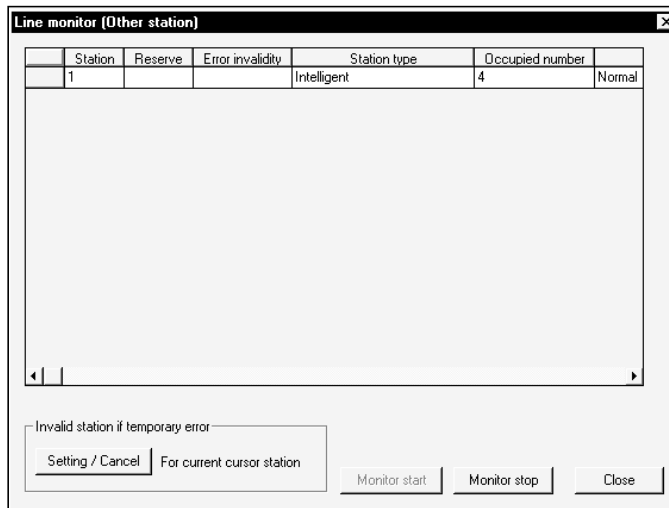 Line monitor (Other station)
Station Reserve Error invalidity Station type Occupied number
1 Intelligent 4 Normal
Invalid station if temporary error
Setting / Cancel For current cursor station
Monitor start Monitor stop Close